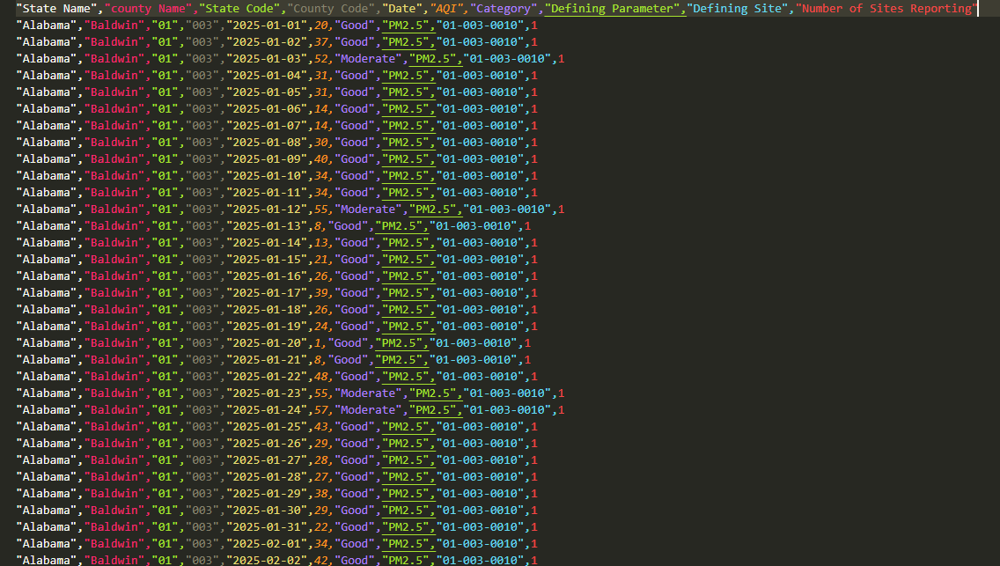 "State Name","county Name","State Code","County Code","Date","AQI","Category","Defining Parameter","Defining Site","Number of Sites Reporting"
"Alabama","Baldwin","01","003","2025-01-01",20,"Good","PM2.5","01-003-0010",1
"Alabama","Baldwin","01","003","2025-01-02",37,"Good","PM2.5","01-003-0010",1
"Alabama","Baldwin","01","003","2025-01-03",52,"Moderate","PM2.5","01-003-0010",1
"Alabama","Baldwin","01","003","2025-01-04",31,"Good","PM2.5","01-003-0010",1
"Alabama","Baldwin","01","003","2025-01-05",31,"Good","PM2.5","01-003-0010",1
"Alabama","Baldwin","01","003","2025-01-06",14,"Good","PM2.5","01-003-0010",1
"Alabama","Baldwin","01","003","2025-01-07",14,"Good","PM2.5","01-003-0010",1
"Alabama","Baldwin","01","003","2025-01-08",30,"Good","PM2.5","01-003-0010",1
"Alabama","Baldwin","01","003","2025-01-09",40,"Good","PM2.5","01-003-0010",1
"Alabama","Baldwin","01","003","2025-01-10",34,"Good","PM2.5","01-003-0010",1
"Alabama","Baldwin","01","003","2025-01-11",34,"Good","PM2.5","01-003-0010",1
"Alabama","Baldwin","01","003","2025-01-12",55,"Moderate","PM2.5","01-003-0010",1
"Alabama","Baldwin","01","003","2025-01-13",8,"Good","PM2.5","01-003-0010",1
"Alabama","Baldwin","01","003","2025-01-14",13,"Good","PM2.5","01-003-0010",1
"Alabama","Baldwin","01","003","2025-01-15",21,"Good","PM2.5","01-003-0010",1
"Alabama","Baldwin","01","003","2025-01-16",26,"Good","PM2.5","01-003-0010",1
"Alabama","Baldwin","01","003","2025-01-17",39,"Good","PM2.5","01-003-0010",1
"Alabama","Baldwin","01","003","2025-01-18",26,"Good","PM2.5","01-003-0010",1
"Alabama","Baldwin","01","003","2025-01-19",24,"Good","PM2.5","01-003-0010",1
"Alabama","Baldwin","01","003","2025-01-20",1,"Good","PM2.5","01-003-0010",1
"Alabama","Baldwin","01","003","2025-01-21",8,"Good","PM2.5","01-003-0010",1
"Alabama","Baldwin","01","003","2025-01-22",48,"Good","PM2.5","01-003-0010",1
"Alabama","Baldwin","01","003","2025-01-23",55,"Moderate","PM2.5","01-003-0010",1
"Alabama","Baldwin","01","003","2025-01-24",57,"Moderate","PM2.5","01-003-0010",1
"Alabama","Baldwin","01","003","2025-01-25",43,"Good","PM2.5","01-003-0010",1
"Alabama","Baldwin","01","003","2025-01-26",29,"Good","PM2.5","01-003-0010",1
"Alabama","Baldwin","01","003","2025-01-27",28,"Good","PM2.5","01-003-0010",1
"Alabama","Baldwin","01","003","2025-01-28",27,"Good","PM2.5","01-003-0010",1
"Alabama","Baldwin","01","003","2025-01-29",38,"Good","PM2.5","01-003-0010",1
"Alabama","Baldwin","01","003","2025-01-30",29,"Good","PM2.5","01-003-0010",1
"Alabama","Baldwin","01","003","2025-01-31",22,"Good","PM2.5","01-003-0010",1
"Alabama","Baldwin","01","003","2025-02-01",34,"Good","PM2.5","01-003-0010",1
"Alabama","Baldwin","01","003","2025-02-02",42,"Good","PM2.5","01-003-0010",1